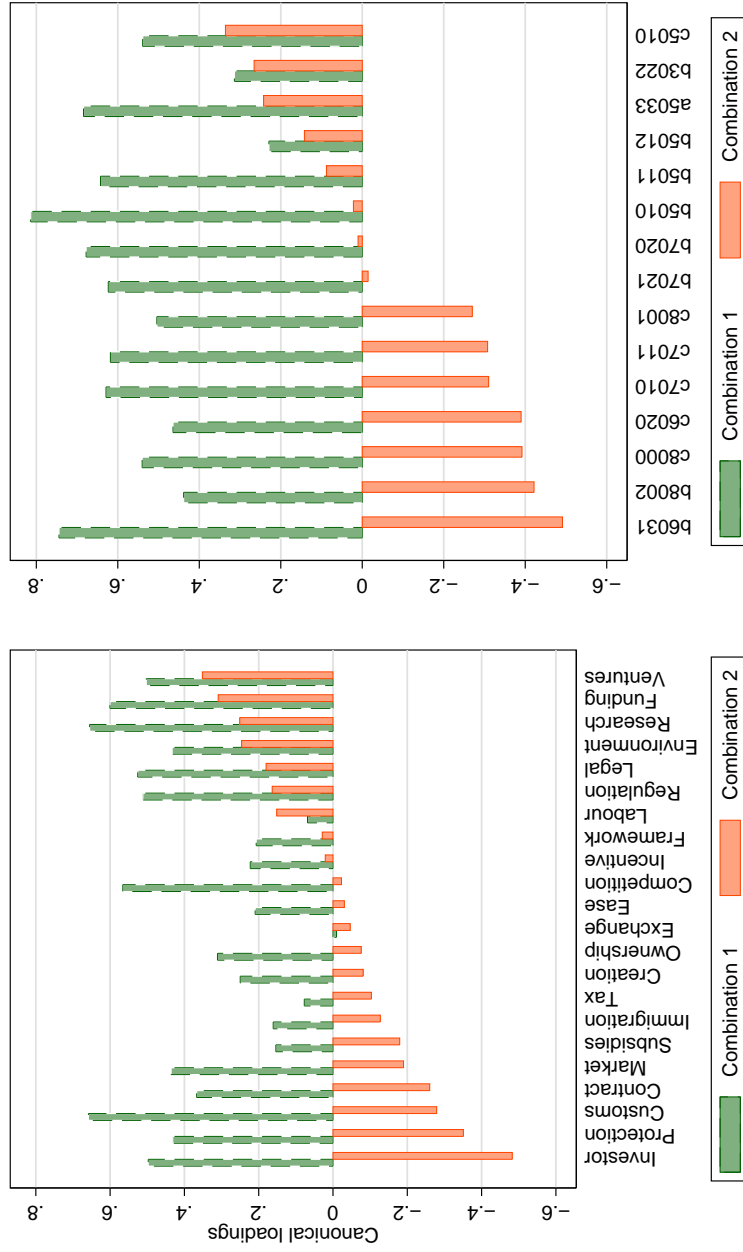 Canonical loadings
.8
.6
.4
.2
0
−.2
−.4
−.6
Investor
Protection
Customs
Contract
Market
Subsidies
Immigration
Tax
Creation
Ownership
Exchange
Ease
Competition
Incentive
Framework
Labour
Regulation
Legal
Environment
Research
Funding
Ventures
Combination 1
Combination 2
.8
.6
.4
.2
0
−.2
−.4
−.6
b6031
b8002
c8000
c6020
c7010
c7011
c8001
b7021
b7020
b5010
b5011
b5012
a5033
b3022
c5010
Combination 1
Combination 2